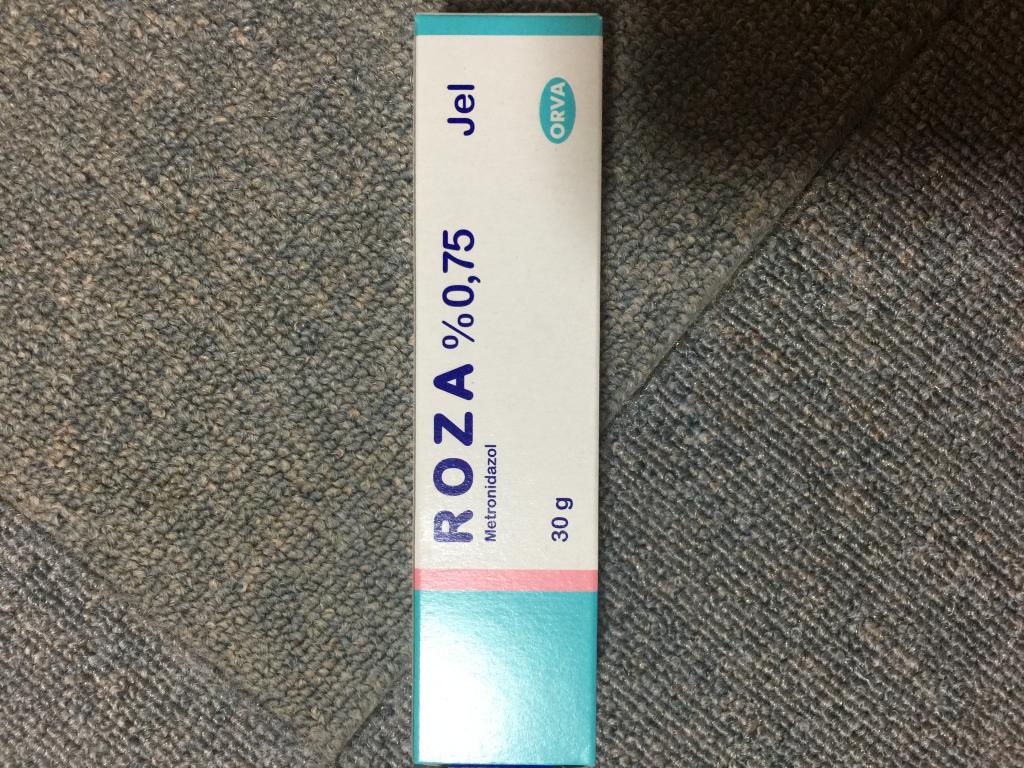 ROZA %0,75 Jel
Metronidazol
30 g
ORVA